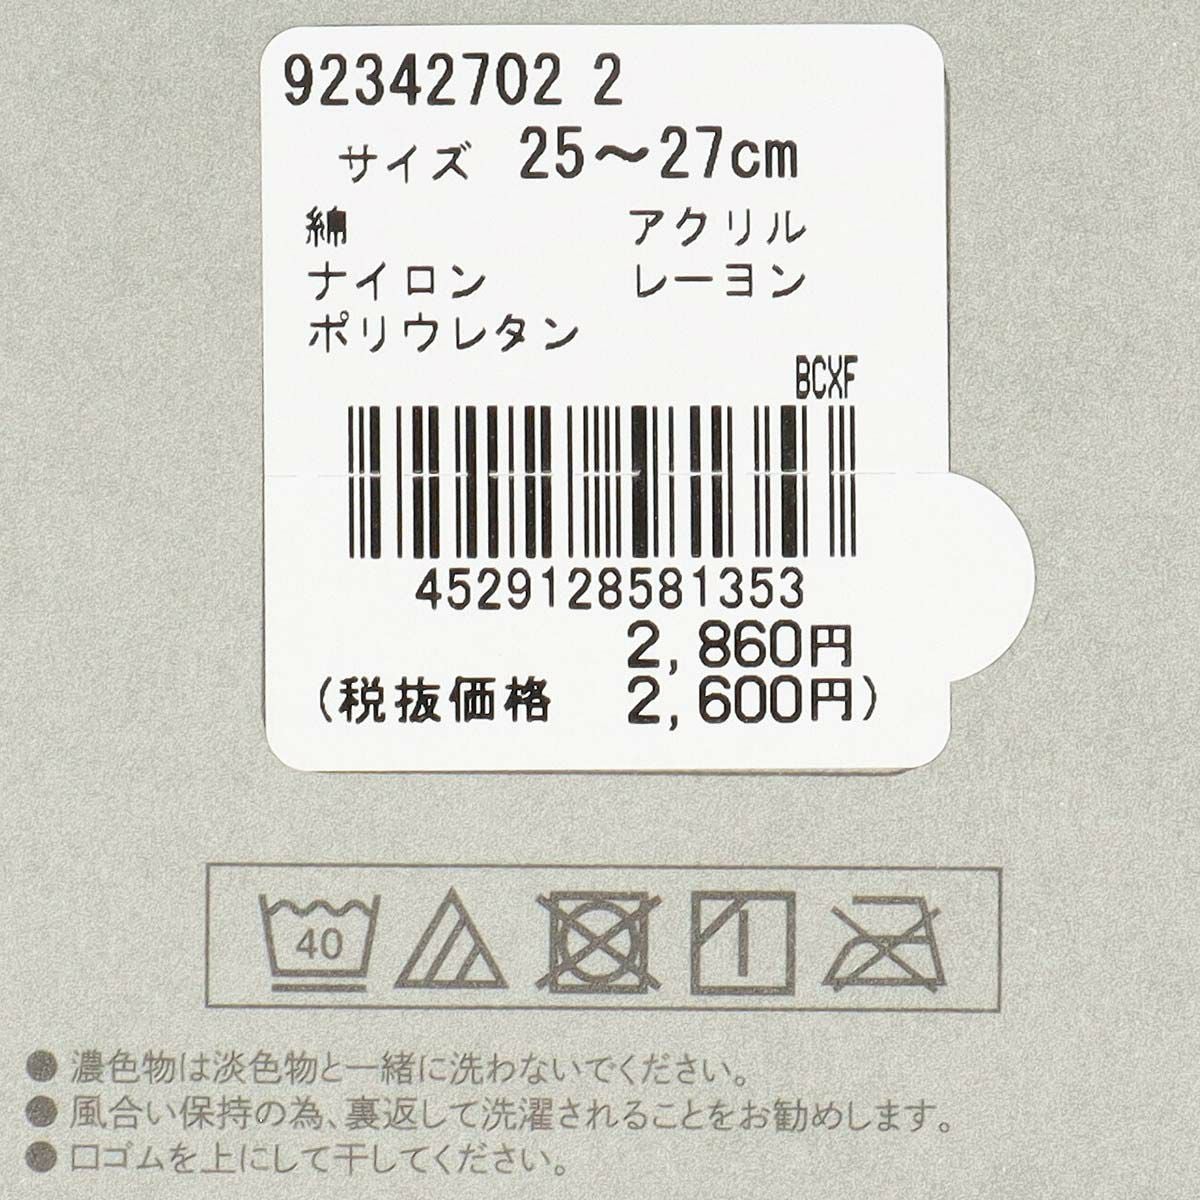 92342702 2
サイズ 25～27cm
綿 アクリル
ナイロン レーヨン
ポリウレタン
BCXF
4529128581353
2,860円
(税抜価格 2,600円)
40
● 濃色物は淡色物と一緒に洗わないでください。
● 風合い保持の為、裏返して洗濯されることをお勧めします。
● 口ゴムを上にして干してください。